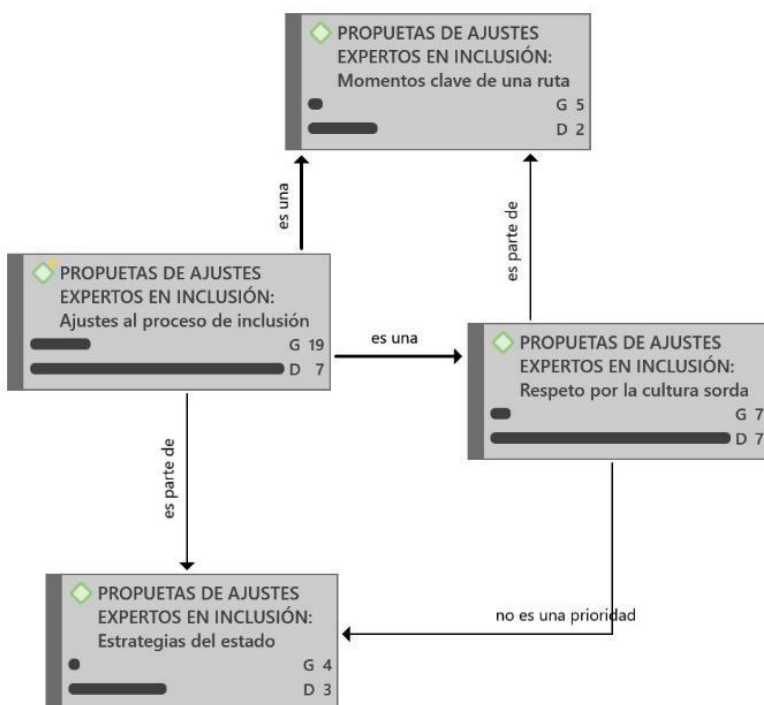 PROPUETAS DE AJUSTES
EXPERTOS EN INCLUSIÓN:
Momentos clave de una ruta
G 5
D 2
es una
es parte de
PROPUETAS DE AJUSTES
EXPERTOS EN INCLUSIÓN:
Ajustes al proceso de inclusión
G 19
D 7
es una
PROPUETAS DE AJUSTES
EXPERTOS EN INCLUSIÓN:
Respeto por la cultura sorda
G 7
D 7
es parte de
no es una prioridad
PROPUETAS DE AJUSTES
EXPERTOS EN INCLUSIÓN:
Estrategias del estado
G 4
D 3